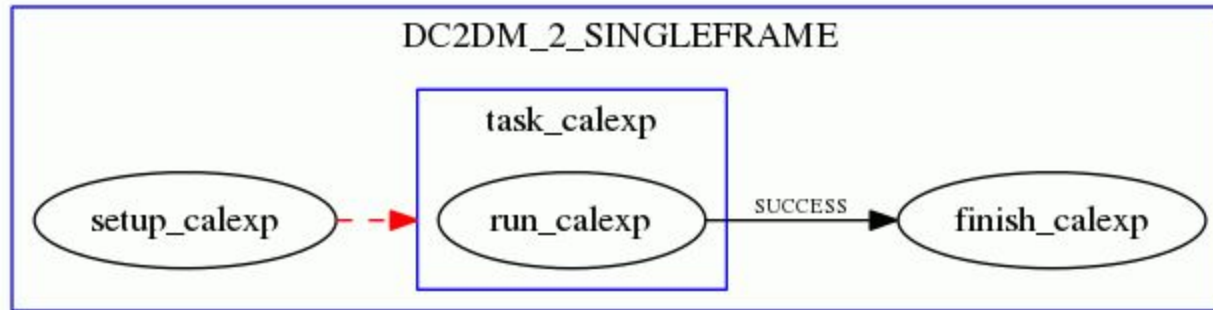 DC2DM_2_SINGLEFRAME
task_calexp
setup_calexp
run_calexp
SUCCESS
finish_calexp